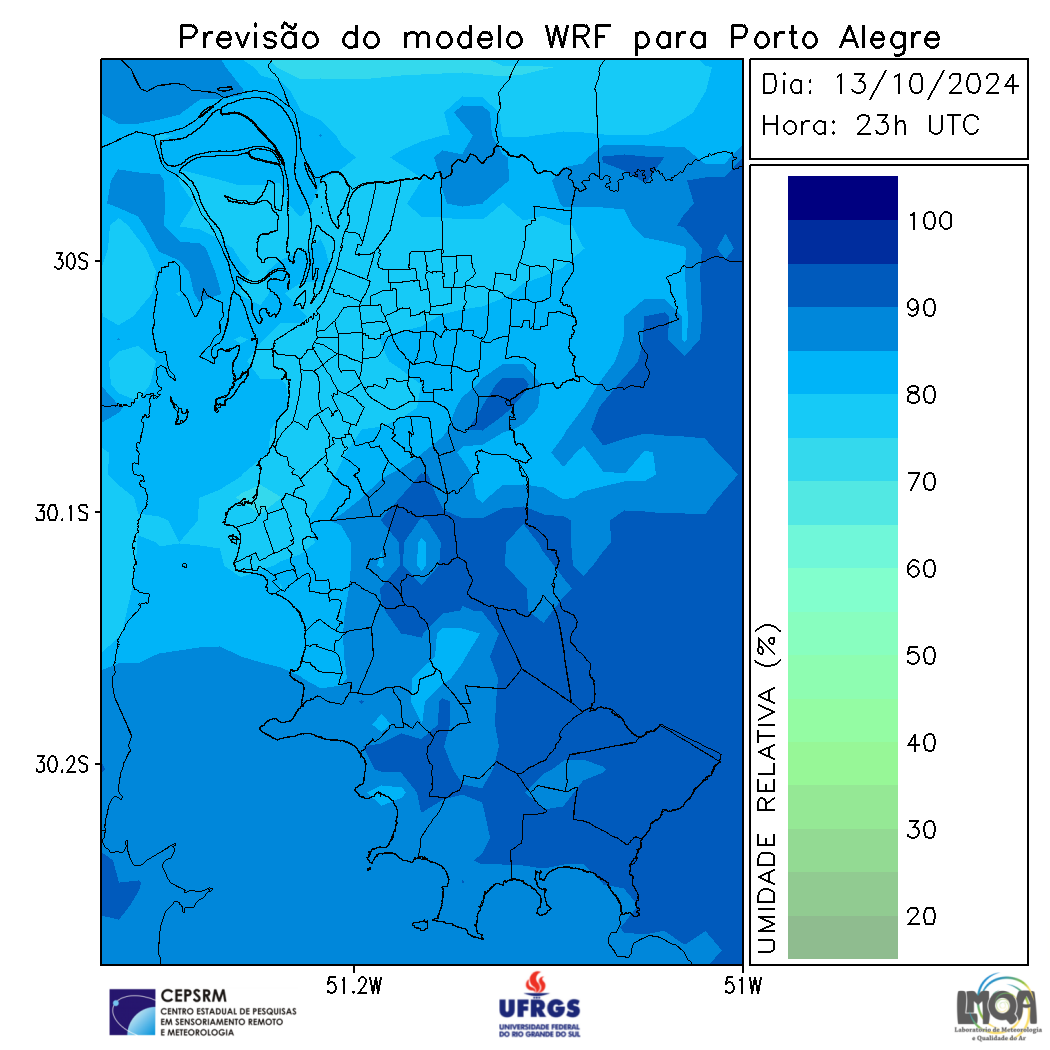 Previsão do modelo WRF para Porto Alegre
Dia: 13/10/2024
Hora: 23h UTC
30S
30.1S
30.2S
51.2W
51W
UMIDADE RELATIVA (%)
100
90
80
70
60
50
40
30
20
CEPSRM
CENTRO ESTADUAL DE PESQUISAS
EM SENSORIAMENTO REMOTO
E METEOROLOGIA
UFRGS
UNIVERSIDADE FEDERAL
DO RIO GRANDE DO SUL
LMQA
Laboratório de Meteorologia
e Qualidade do Ar